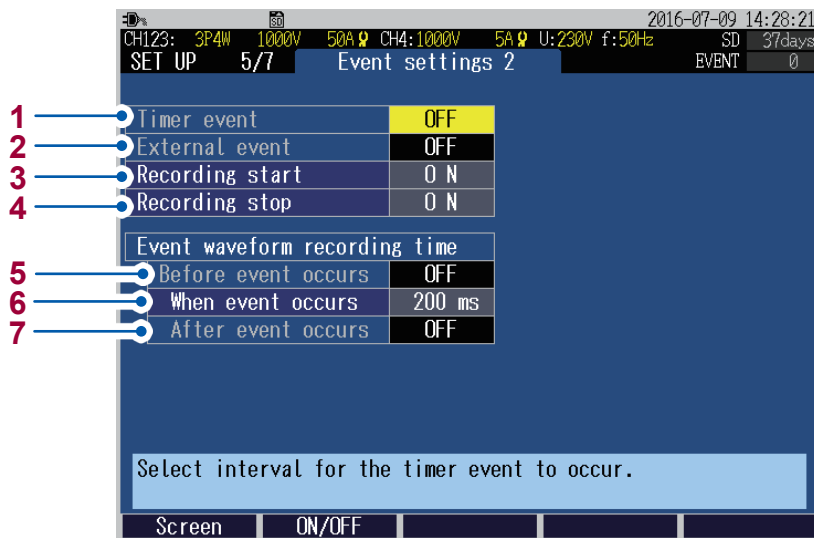 SD 2016-07-09 14:28:21
CH123: 3P4W 1000V 50A CH4:1000V 5A U:230V f:50Hz SD 37days
SET UP 5/7 Event settings 2 EVENT 0
1 Timer event OFF
2 External event OFF
3 Recording start O N
4 Recording stop O N
Event waveform recording time
5 Before event occurs OFF
6 When event occurs 200 ms
7 After event occurs OFF
Select interval for the timer event to occur.
Screen ON/OFF